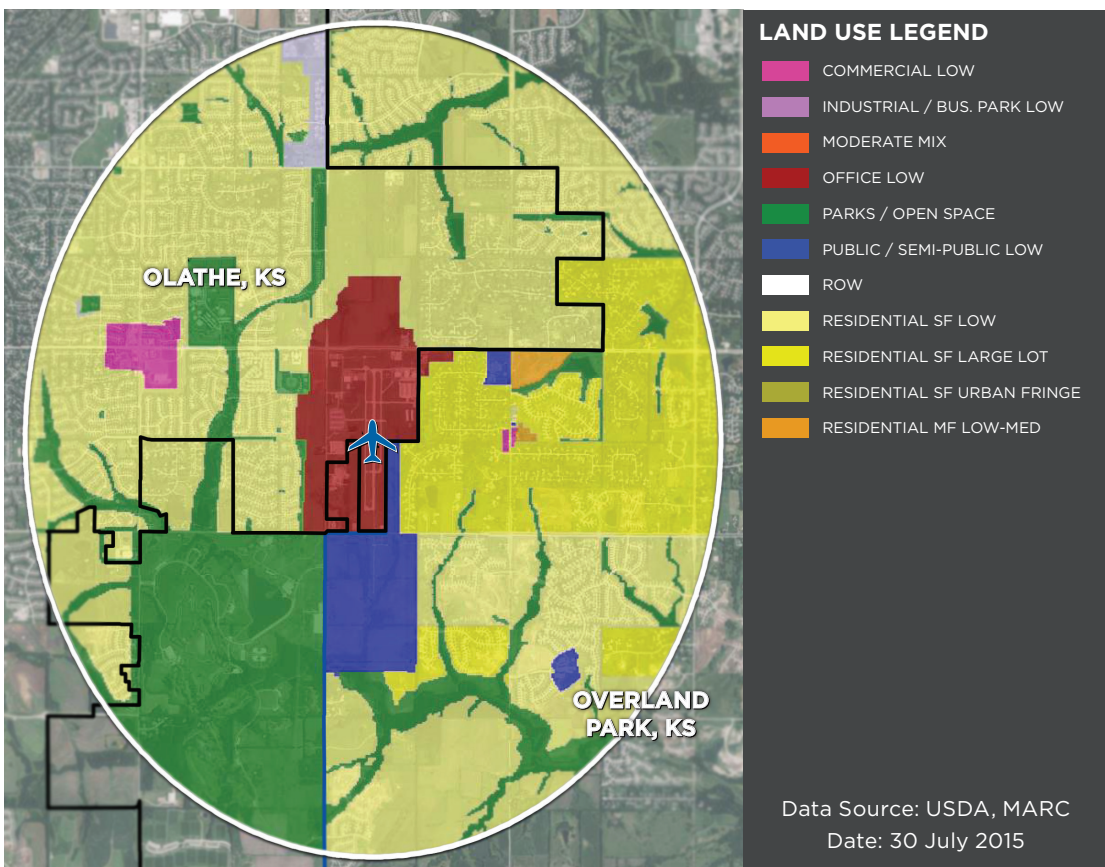 OLATHE, KS
OVERLAND
PARK, KS
LAND USE LEGEND
COMMERCIAL LOW
INDUSTRIAL / BUS. PARK LOW
MODERATE MIX
OFFICE LOW
PARKS / OPEN SPACE
PUBLIC / SEMI-PUBLIC LOW
ROW
RESIDENTIAL SF LOW
RESIDENTIAL SF LARGE LOT
RESIDENTIAL SF URBAN FRINGE
RESIDENTIAL MF LOW-MED
Data Source: USDA, MARC
Date: 30 July 2015